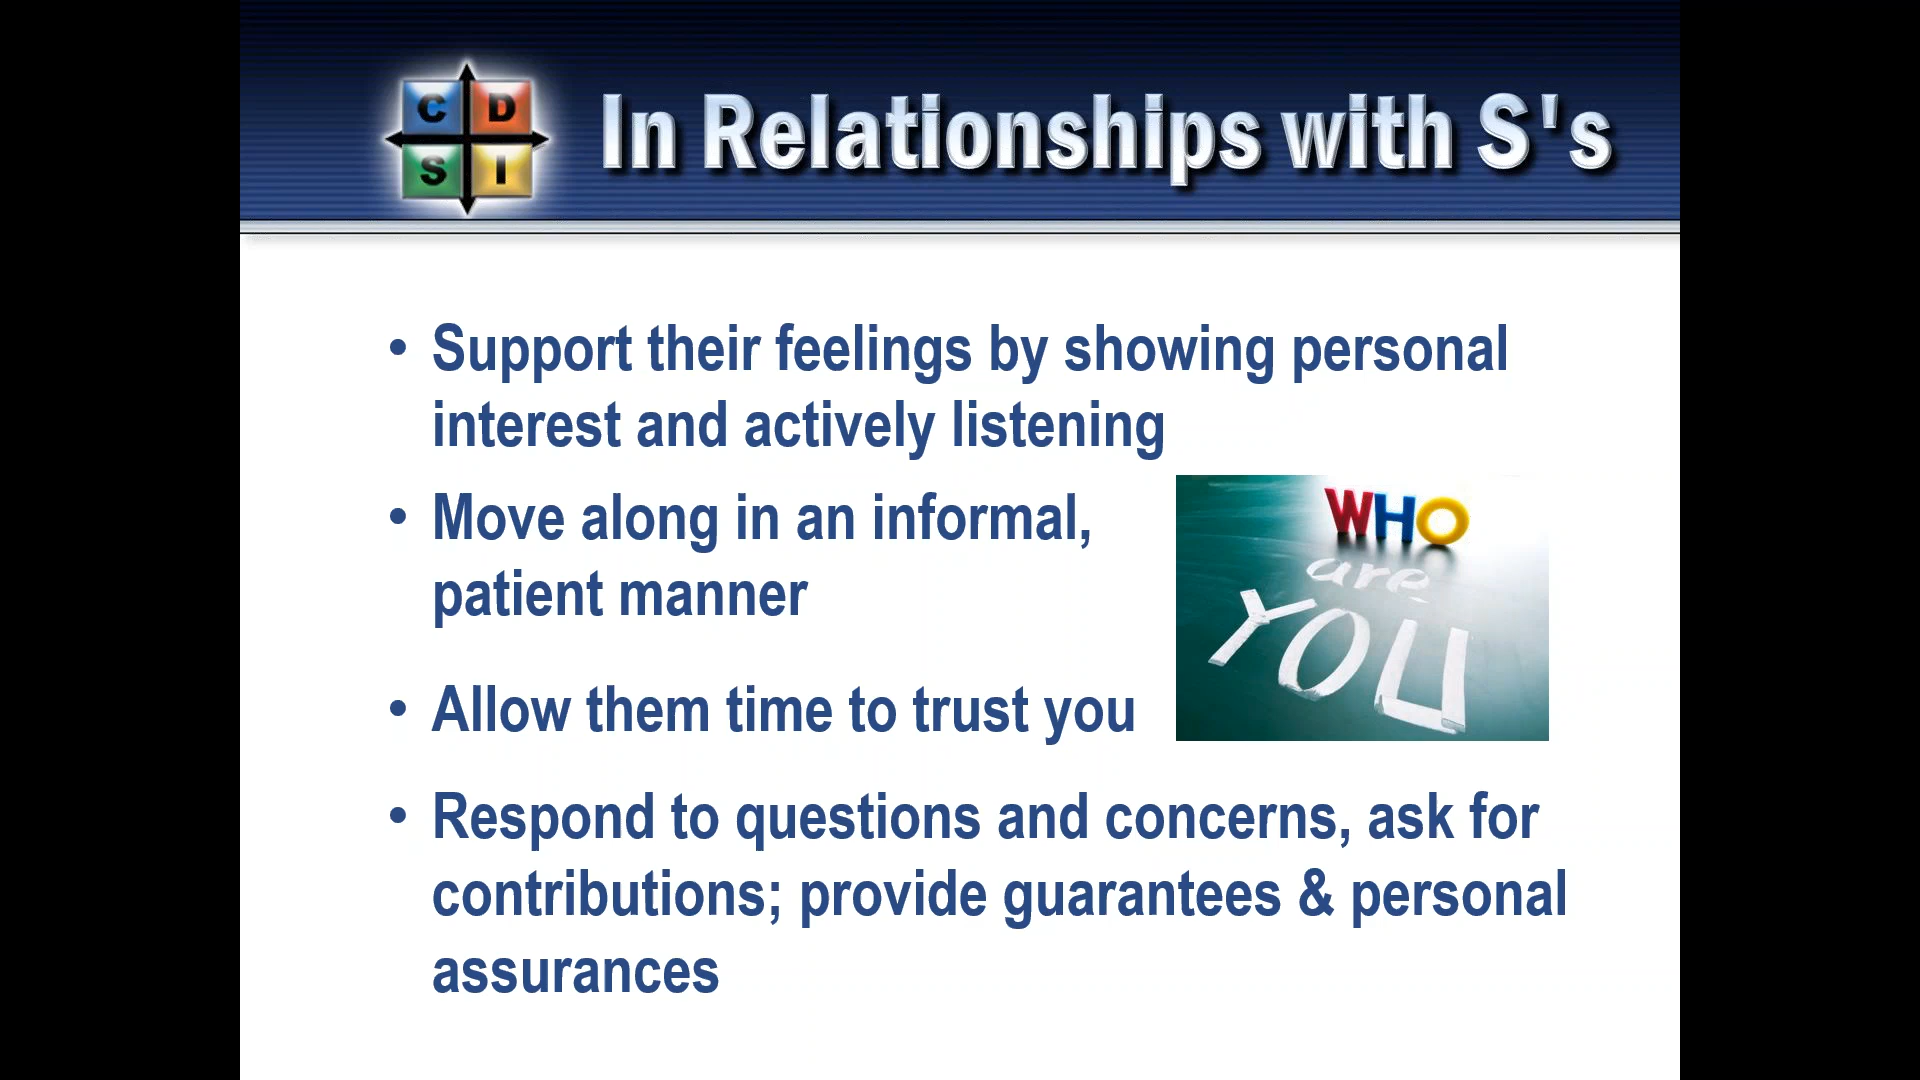 C D
S I
In Relationships with S's
• Support their feelings by showing personal
interest and actively listening
• Move along in an informal,
patient manner
WHO
are
YOU
• Allow them time to trust you
• Respond to questions and concerns, ask for
contributions; provide guarantees & personal
assurances